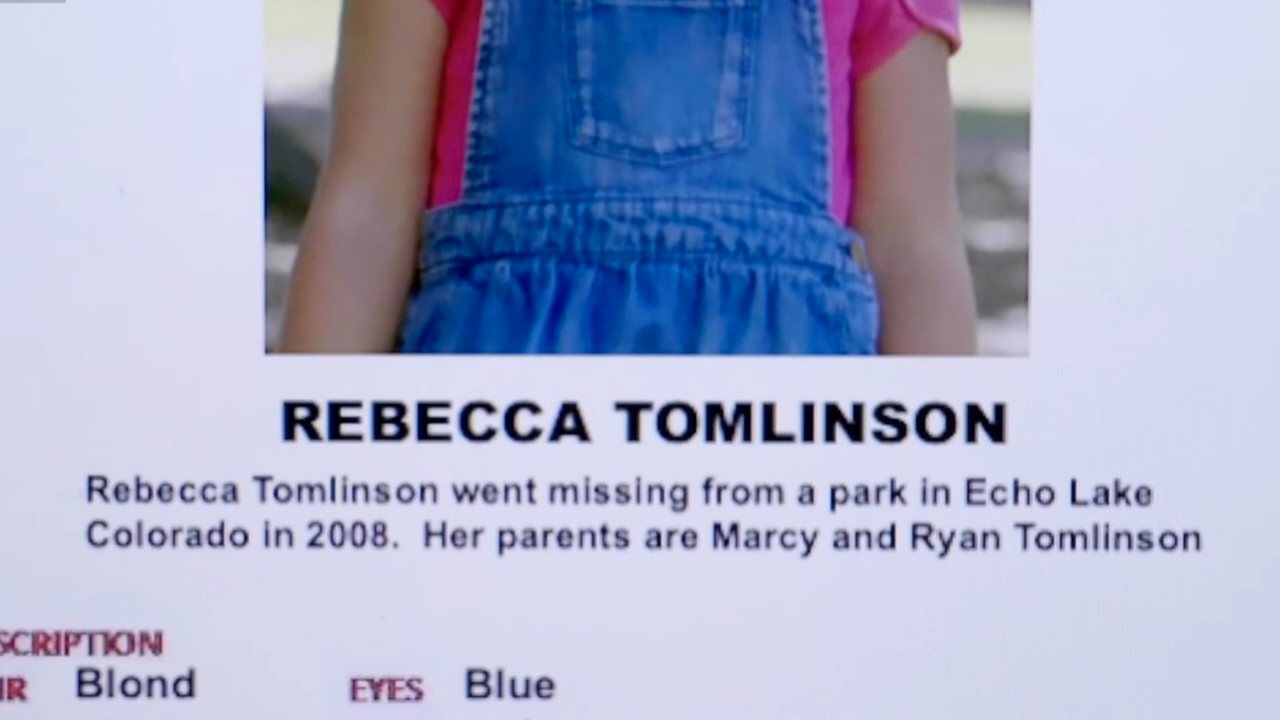 REBECCA TOMLINSON
Rebecca Tomlinson went missing from a park in Echo Lake
Colorado in 2008. Her parents are Marcy and Ryan Tomlinson
SCRIPTION
IR Blond EYES Blue